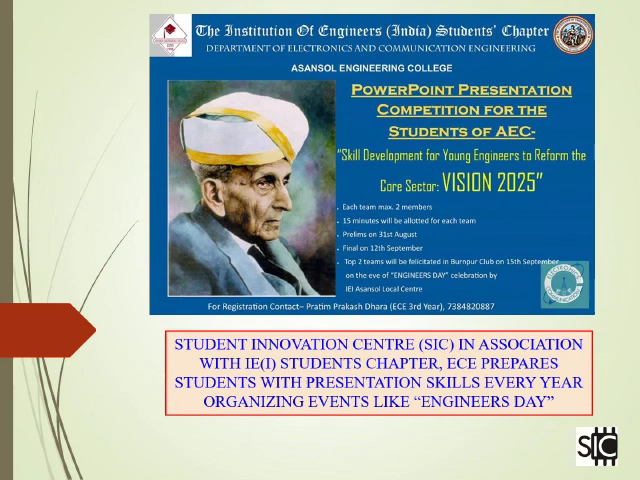 The Institution Of Engineers (India) Students' Chapter
DEPARTMENT OF ELECTRONICS AND COMMUNICATION ENGINEERING
ASANSOL ENGINEERING COLLEGE
POWERPOINT PRESENTATION
COMPETITION FOR THE
STUDENTS OF AEC-
"Skill Development for Young Engineers to Reform the
Core Sector: VISION 2025"
. Each team max. 2 members
. 15 minutes will be allotted for each team
. Prelims on 31st August
. Final on 12th September
. Top 2 teams will be felicitated in Burnpur Club on 15th September
on the eve of "ENGINEERS DAY" celebration by
IEI Asansol Local Centre
For Registration Contact– Pratim Prakash Dhara (ECE 3rd Year), 7384820887
STUDENT INNOVATION CENTRE (SIC) IN ASSOCIATION
WITH IE(I) STUDENTS CHAPTER, ECE PREPARES
STUDENTS WITH PRESENTATION SKILLS EVERY YEAR
ORGANIZING EVENTS LIKE “ENGINEERS DAY”
SIC